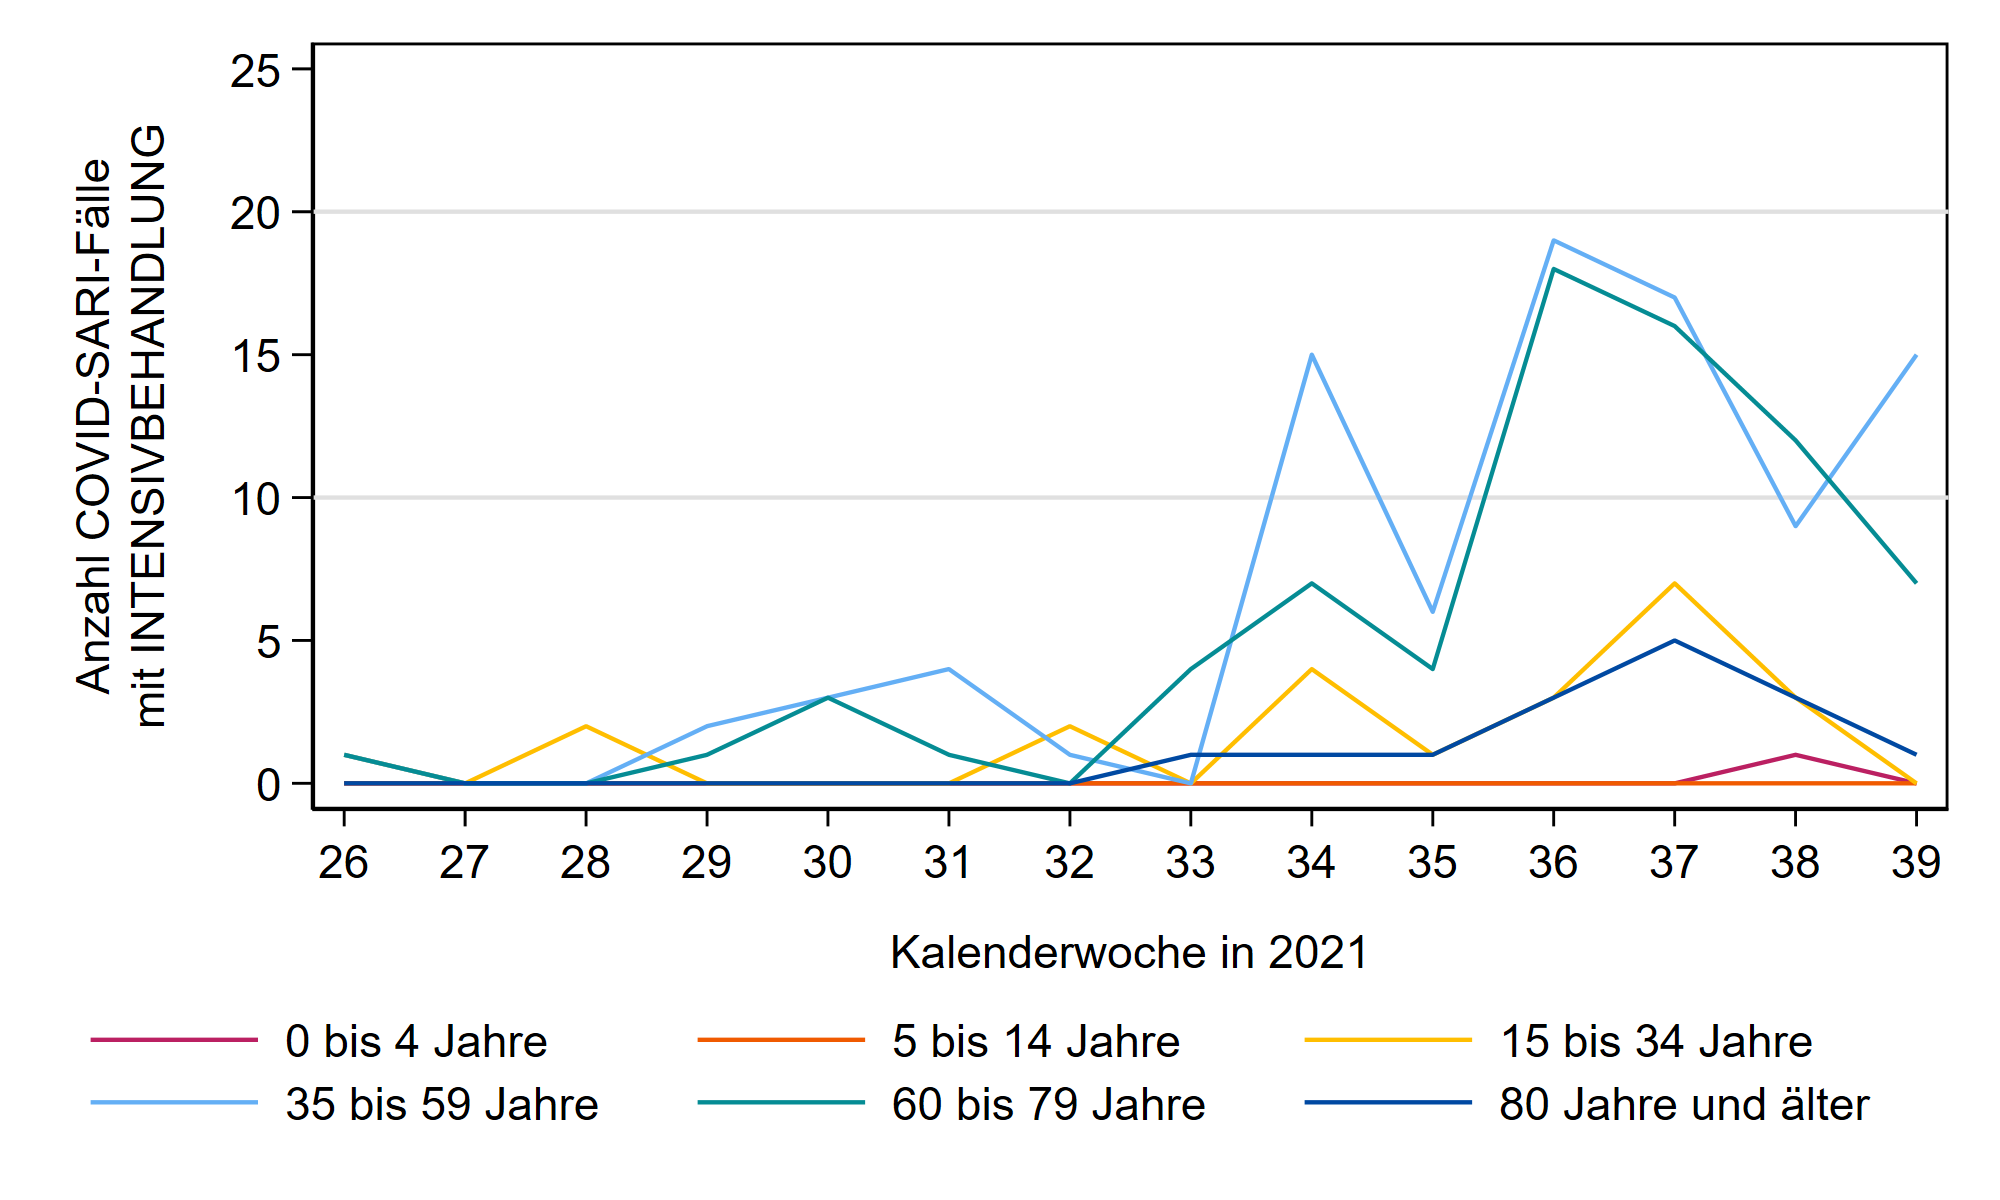 Anzahl COVID-SARI-Fälle
mit INTENSIVBEHANDLUNG
25
20
15
10
5
0
26 27 28 29 30 31 32 33 34 35 36 37 38 39
Kalenderwoche in 2021
0 bis 4 Jahre 5 bis 14 Jahre 15 bis 34 Jahre
35 bis 59 Jahre 60 bis 79 Jahre 80 Jahre und älter